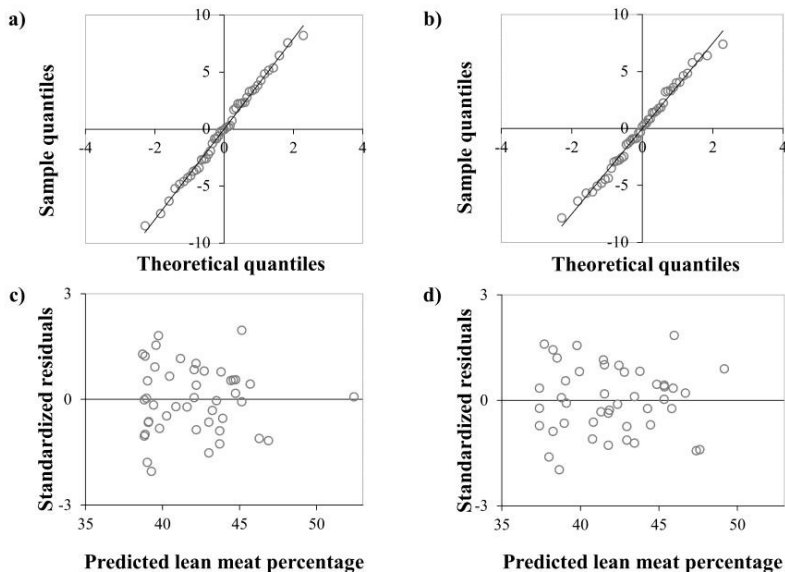 a)
10
5
0
-4
-2
0
2
4
-5
-10
Sample quantiles
Theoretical quantiles
b)
10
5
0
-4
-2
0
2
4
-5
-10
Sample quantiles
Theoretical quantiles
c)
3
0
-3
35
40
45
50
Standardized residuals
Predicted lean meat percentage
d)
3
0
-3
35
40
45
50
Standardized residuals
Predicted lean meat percentage